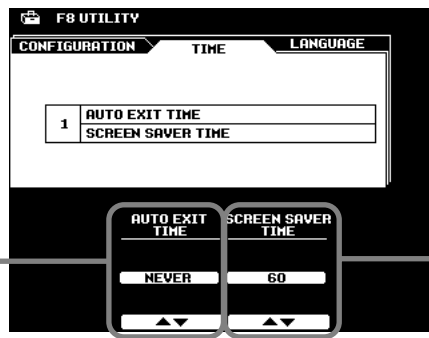 F8 UTILITY
CONFIGURATION TIME LANGUAGE
1
AUTO EXIT TIME
SCREEN SAVER TIME
AUTO EXIT TIME
SCREEN SAVER TIME
NEVER 60